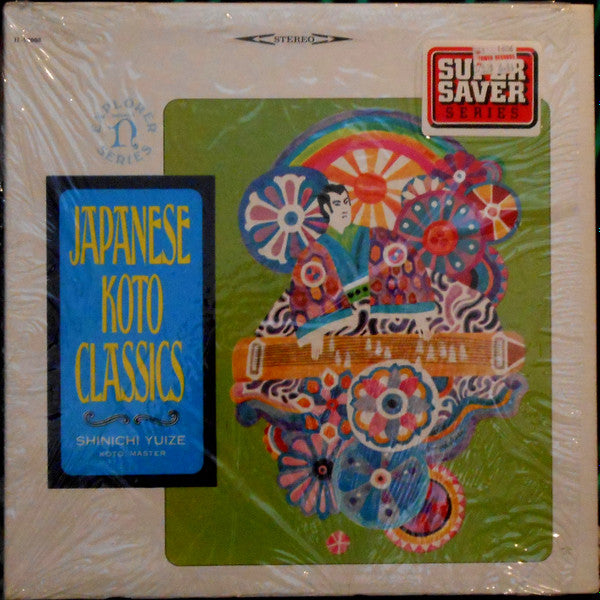 STEREO
SUPER
SAVER
SERIES
EXPLORER
n
SERIES
JAPANESE
KOTO
CLASSICS
SHINICHI YUIZE
KOTO MASTER